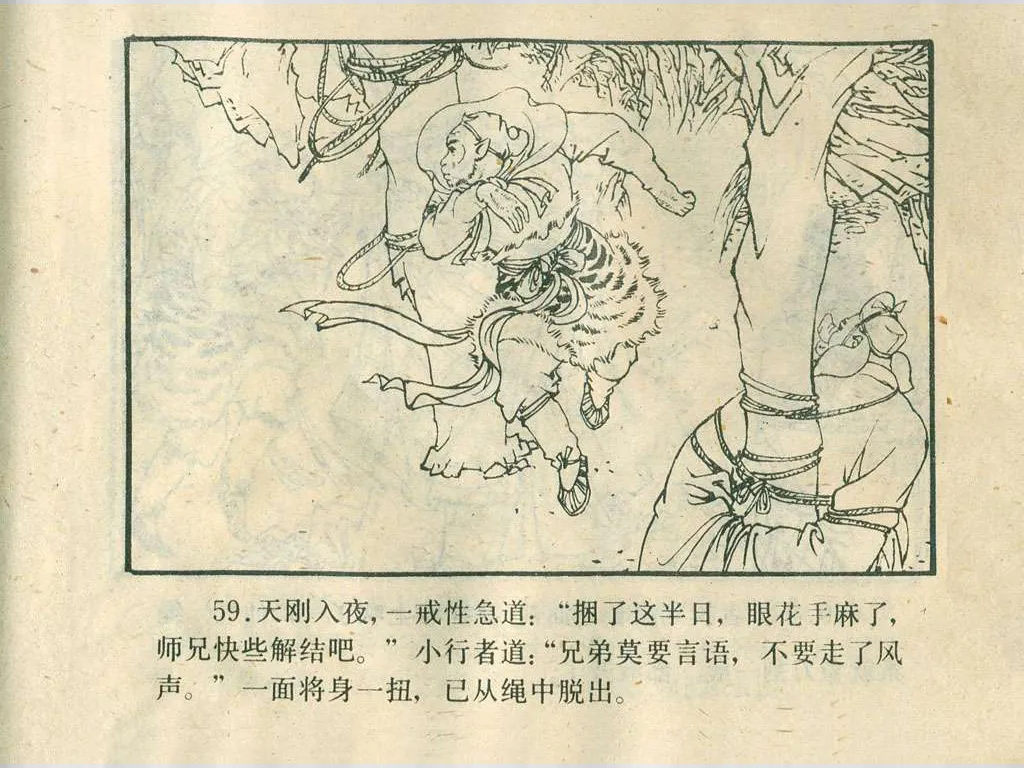 59.天刚入夜，一戒性急道：“捆了这半日，眼花手麻了，
师兄快些解结吧。”小行者道：“兄弟莫要言语，不要走了风
声。”一面将身一扭，已从绳中脱出。